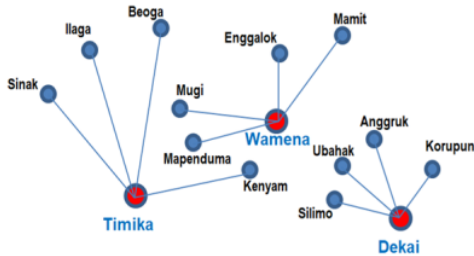 Beoga
Mamit
Ilaga
Enggalok
Sinak
Mugi
Anggruk
Wamena
Ubahak
Korupun
Mapenduma
Kenyam
Silimo
Timika
Dekai